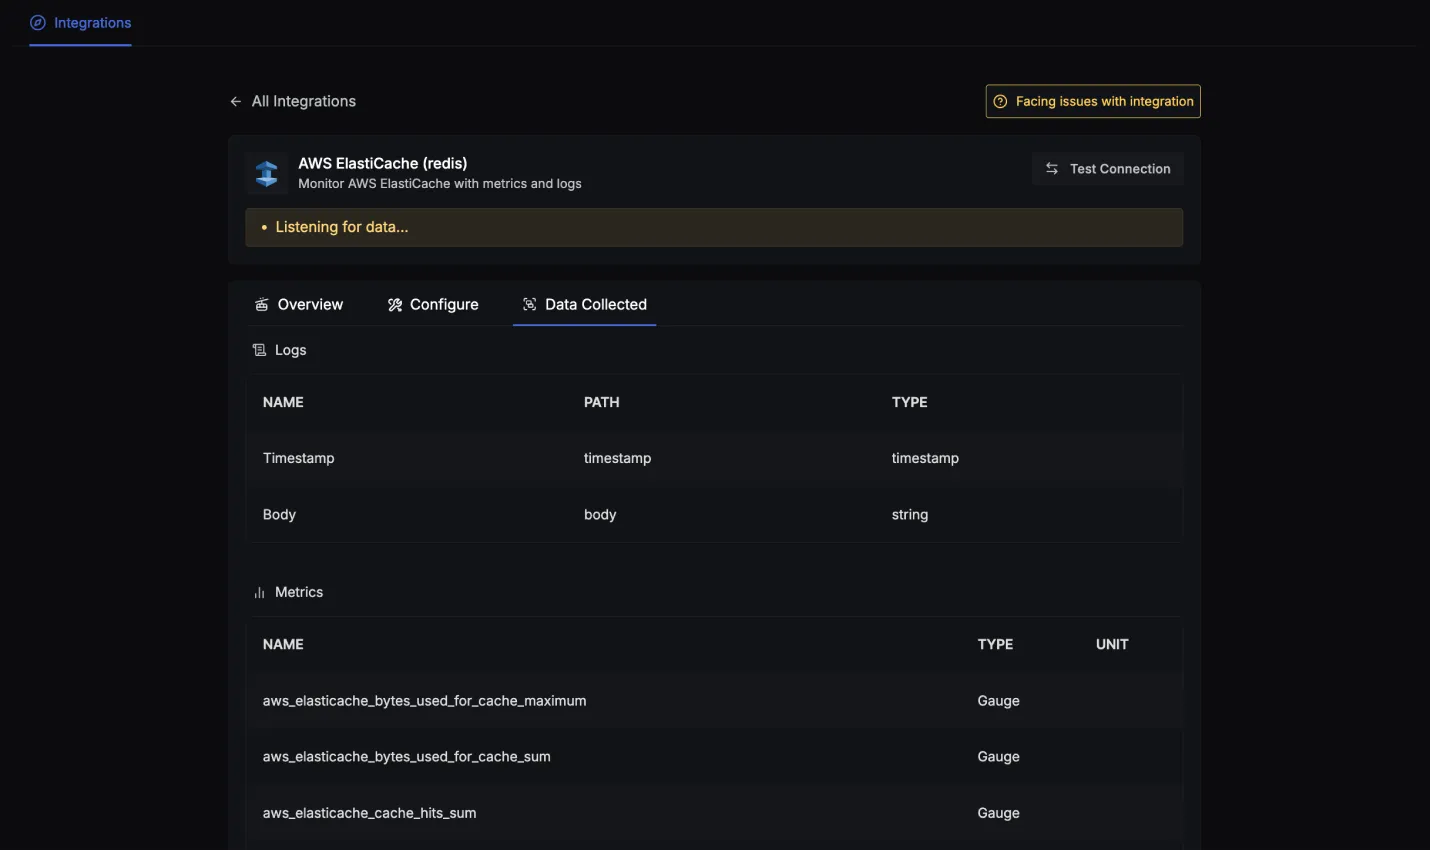 Integrations
All Integrations
Facing issues with integration
AWS ElastiCache (redis)
Monitor AWS ElastiCache with metrics and logs
Test Connection
• Listening for data...
Overview Configure Data Collected
Logs
NAME PATH TYPE
Timestamp timestamp timestamp
Body body string
Metrics
NAME TYPE UNIT
aws_elasticache_bytes_used_for_cache_maximum Gauge
aws_elasticache_bytes_used_for_cache_sum Gauge
aws_elasticache_cache_hits_sum Gauge